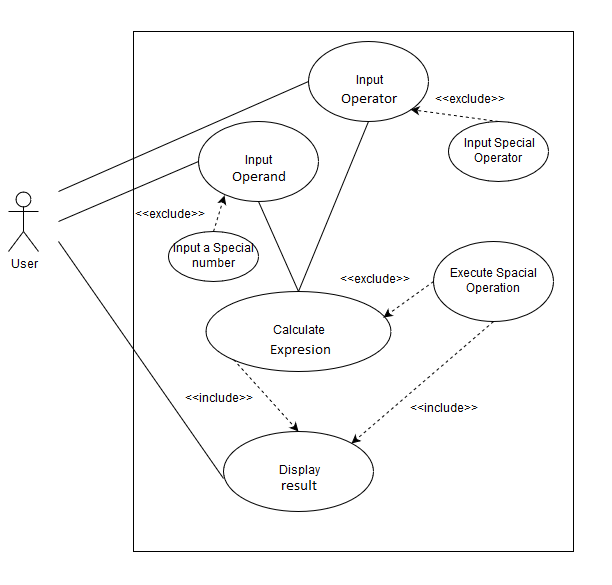 Input
Operator
<<exclude>>
Input Special
Operator
Input
Operand
<<exclude>>
Input a Special
number
User
<<exclude>>
Execute Spacial
Operation
Calculate
Expresion
<<include>>
<<include>>
Display
result